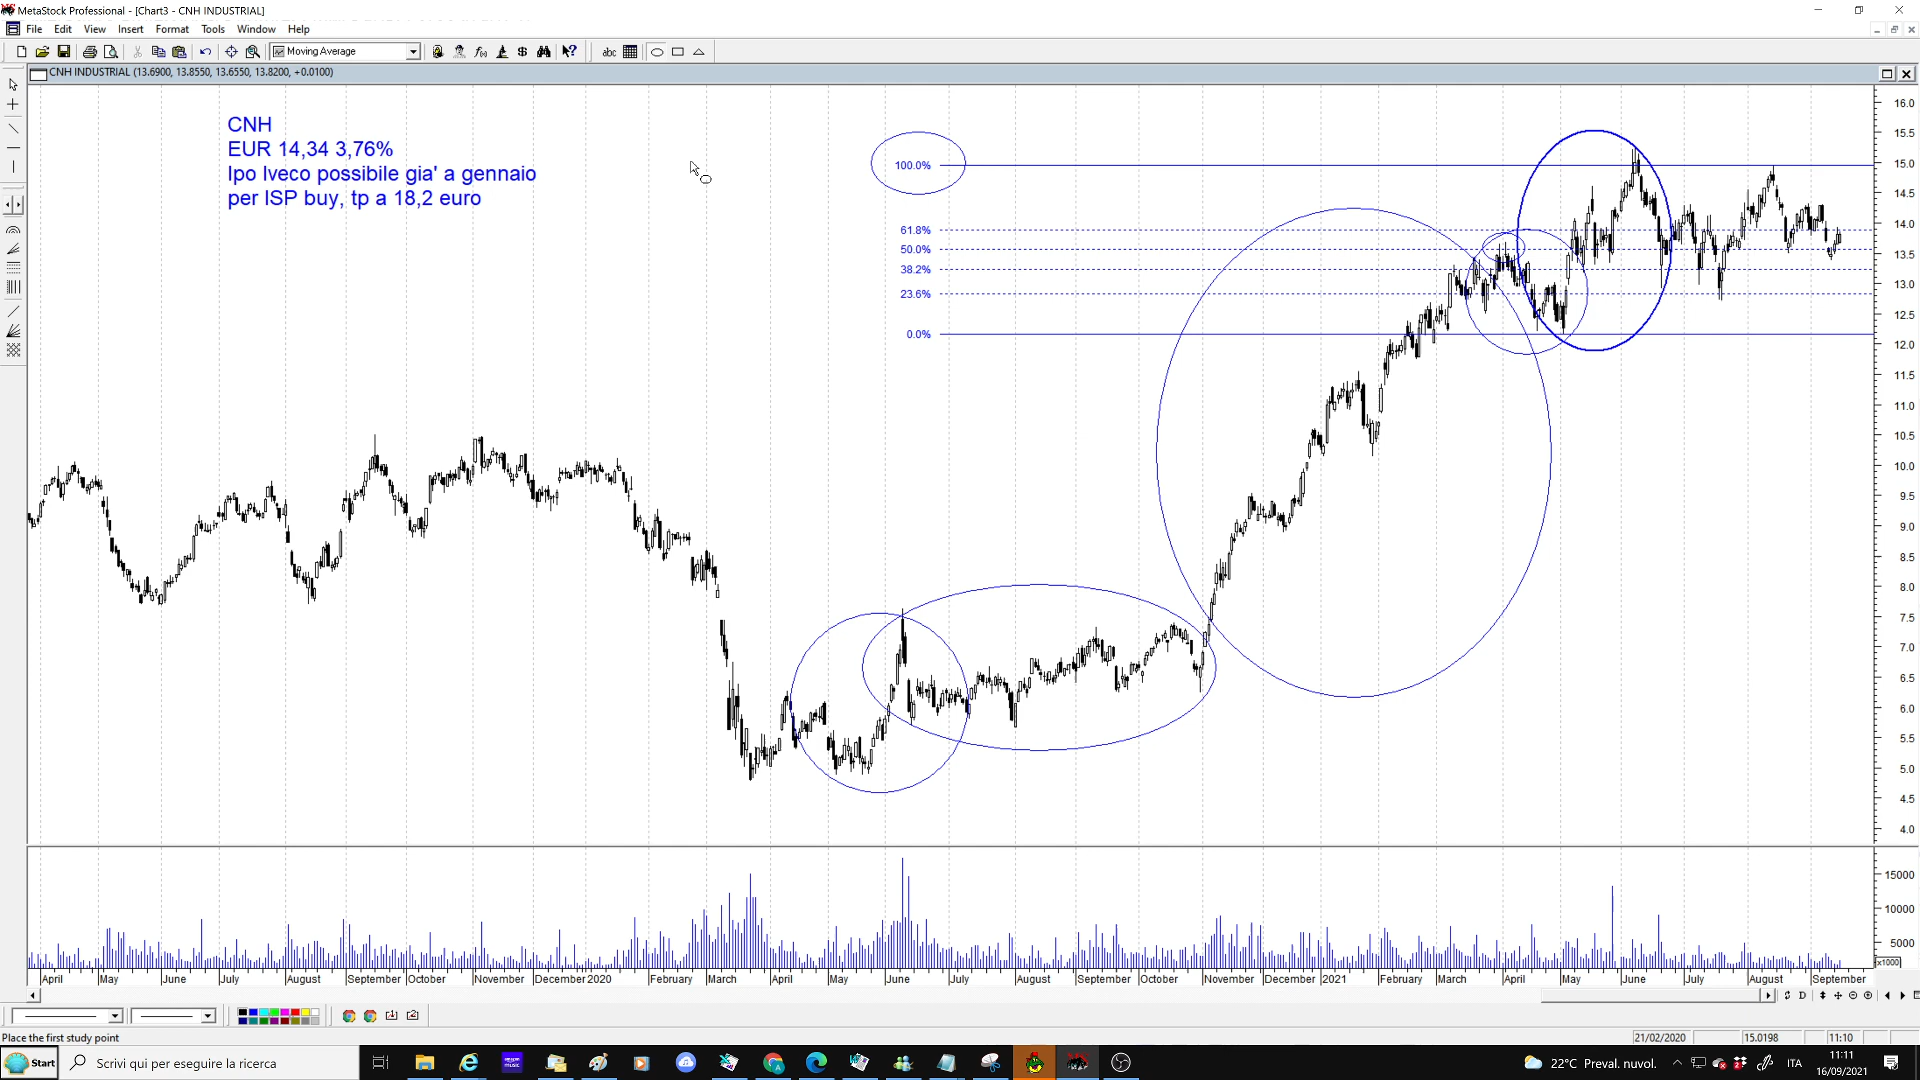 MetaStock Professional - [Chart3 - CNH INDUSTRIAL]
File Edit View Insert Format Tools Window Help
Moving Average
abc
CNH INDUSTRIAL (13.6900, 13.8550, 13.6550, 13.8200, +0.0100)
CNH
EUR 14,34 3,76%
Ipo Iveco possibile gia' a gennaio
per ISP buy, tp a 18,2 euro
100.0%
61.8%
50.0%
38.2%
23.6%
0.0%
16.0
15.5
15.0
14.5
14.0
13.5
13.0
12.5
12.0
11.5
11.0
10.5
10.0
9.5
9.0
8.5
8.0
7.5
7.0
6.5
6.0
5.5
5.0
4.5
4.0
15000
10000
5000
x1000
April May June July August September October November December 2020 February March April May June July August September October November December 2021 February March April May June July August September
D
Place the first study point
21/02/2020 15.0198 11:10
Start Scrivi qui per eseguire la ricerca
22°C Preval. nuvol. ITA
11:11
16/09/2021